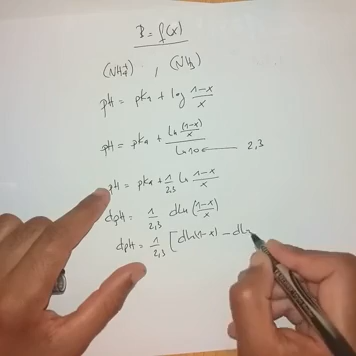 B = f(x)
(NH4+) , (NH3)
pH = pka + log 1-x/x
pH = pka + ln (1-x)/x / ln10 ← 2,3
pH = pka + 1/2,3 ln 1-x/x
dpH = 1/2,3 dln (1-x/x)
dpH = 1/2,3 [dln(1-x) - dln